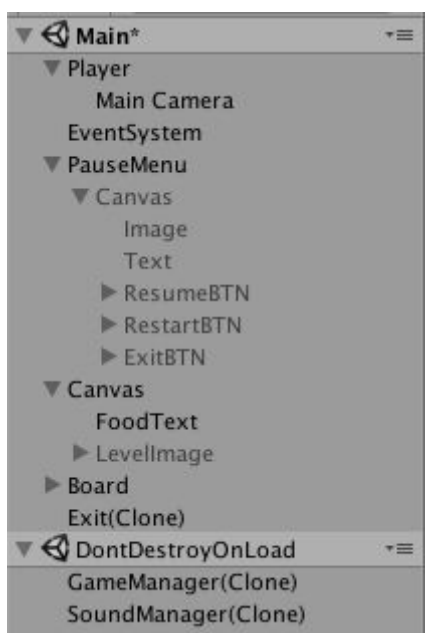 Main*
Player
Main Camera
EventSystem
PauseMenu
Canvas
Image
Text
ResumeBTN
RestartBTN
ExitBTN
Canvas
FoodText
LevelImage
Board
Exit(Clone)
DontDestroyOnLoad
GameManager(Clone)
SoundManager(Clone)